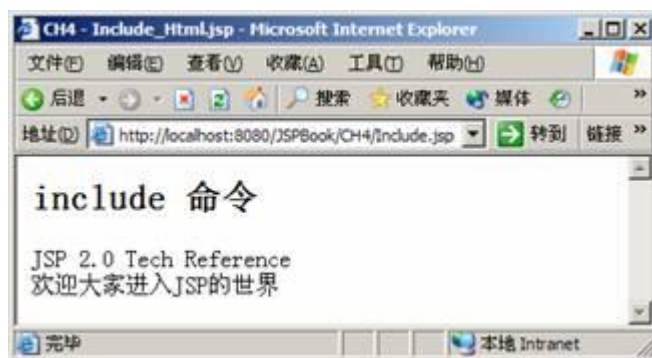 CH4 - Include_Html.jsp - Microsoft Internet Explorer
文件(F) 编辑(E) 查看(V) 收藏(A) 工具(T) 帮助(H)
后退 搜索 收藏夹 媒体 »
地址(D) http://localhost:8080/JSPBook/CH4/Include.jsp 转到 链接 »
include 命令
JSP 2.0 Tech Reference
欢迎大家进入JSP的世界
完毕 本地 Intranet